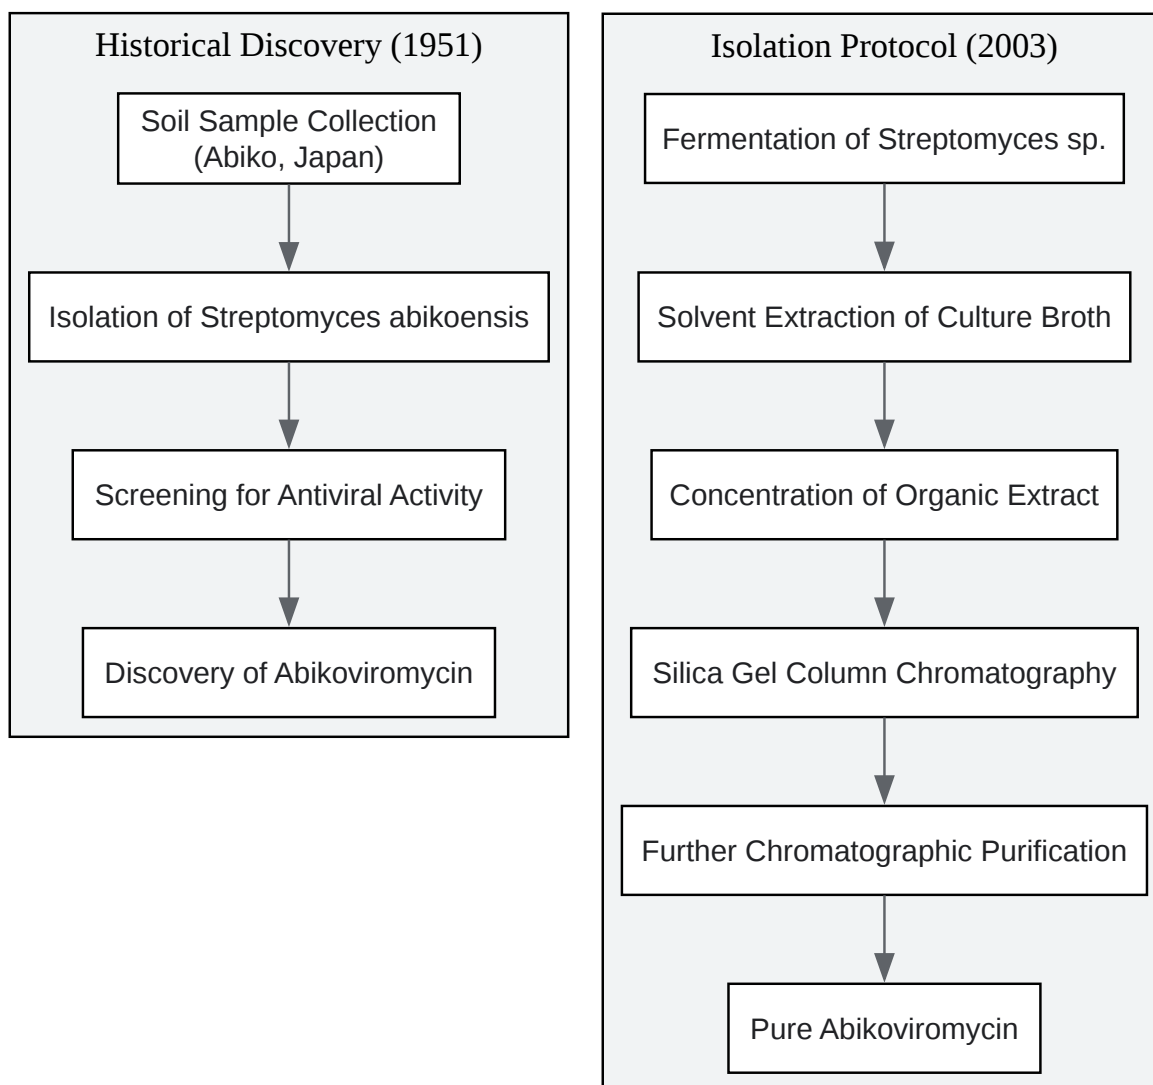 Historical Discovery (1951)
Soil Sample Collection
(Abiko, Japan)
Isolation of Streptomyces abikoensis
Screening for Antiviral Activity
Discovery of Abikoviromycin
Isolation Protocol (2003)
Fermentation of Streptomyces sp.
Solvent Extraction of Culture Broth
Concentration of Organic Extract
Silica Gel Column Chromatography
Further Chromatographic Purification
Pure Abikoviromycin